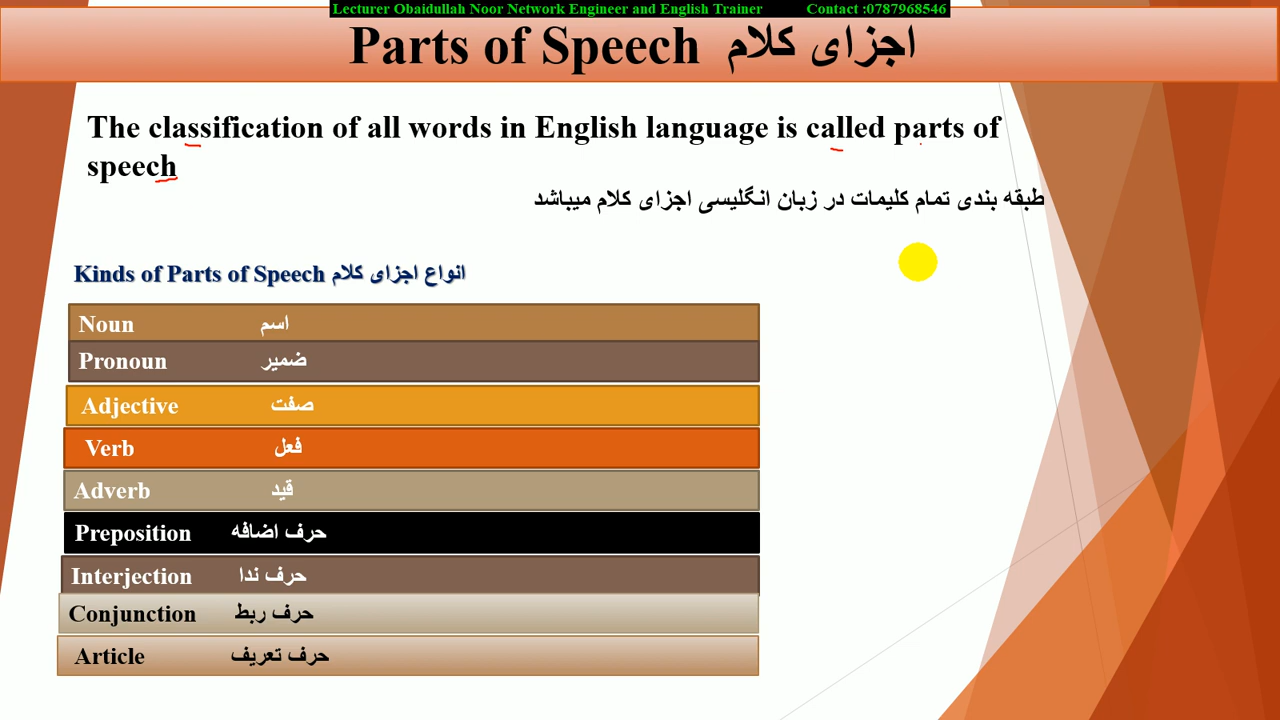 Lecturer Obaidullah Noor Network Engineer and English Trainer Contact :0787968546
Parts of Speech اجزای کلام
The classification of all words in English language is called parts of
speech
طبقه بندی تمام کلیمات در زبان انگلیسی اجزای کلام میباشد
Kinds of Parts of Speech انواع اجزای کلام
Noun اسم
Pronoun ضمیر
Adjective صفت
Verb فعل
Adverb قید
Preposition حرف اضافه
Interjection حرف ندا
Conjunction حرف ربط
Article حرف تعریف